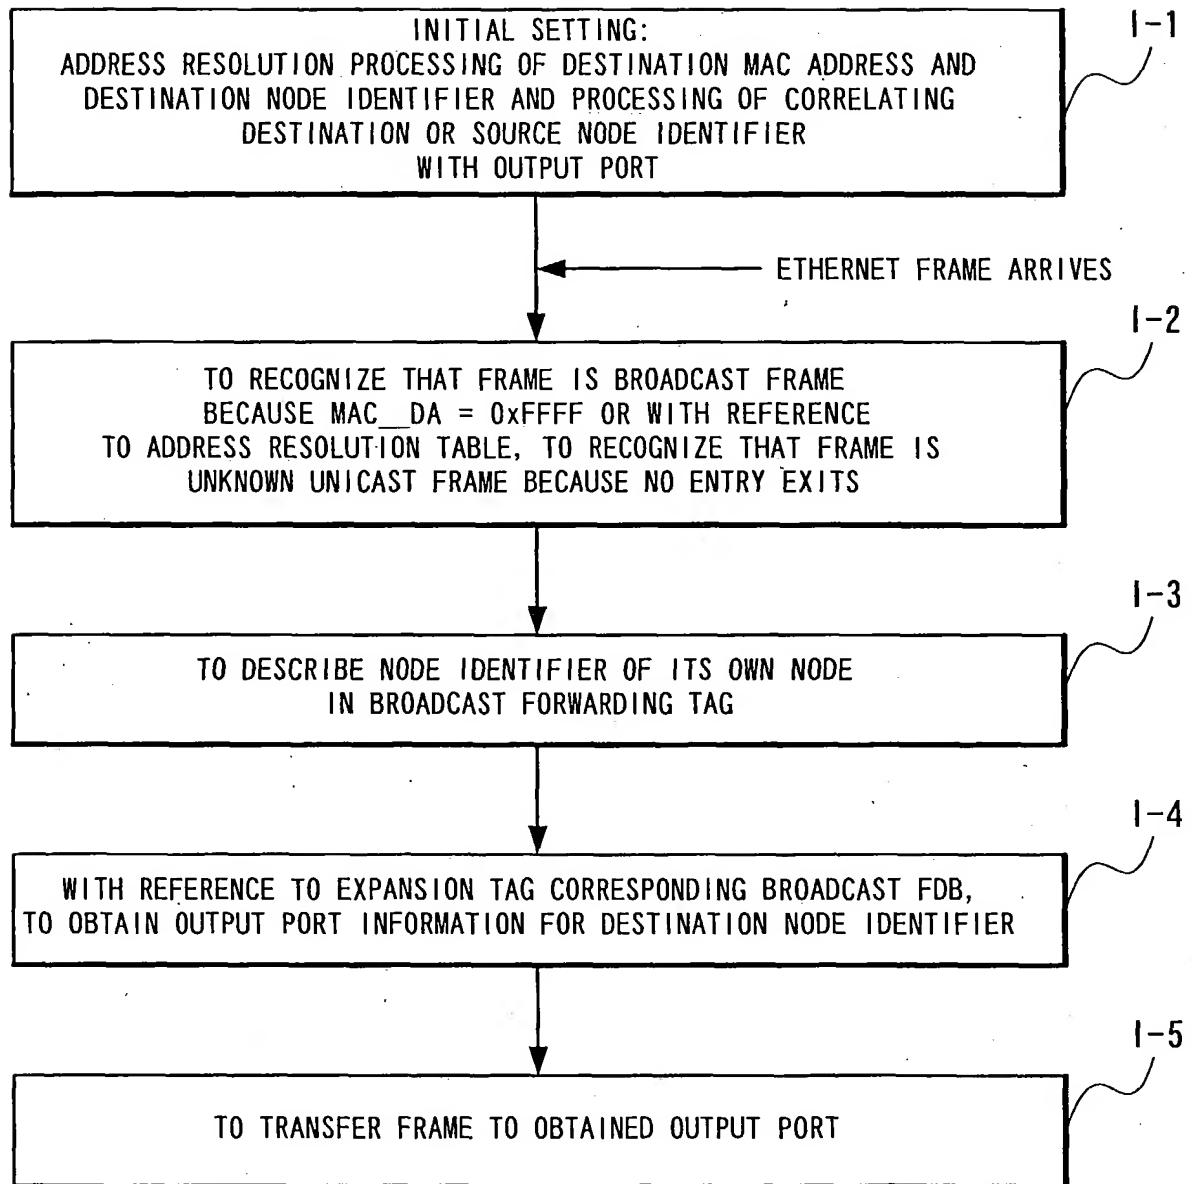 INITIAL SETTING:
I-1
ADDRESS RESOLUTION PROCESSING OF DESTINATION MAC ADDRESS AND
DESTINATION NODE IDENTIFIER AND PROCESSING OF CORRELATING
DESTINATION OR SOURCE NODE IDENTIFIER
WITH OUTPUT PORT
ETHERNET FRAME ARRIVES
I-2
TO RECOGNIZE THAT FRAME IS BROADCAST FRAME
BECAUSE MAC__DA = 0xFFFF OR WITH REFERENCE
TO ADDRESS RESOLUTION TABLE, TO RECOGNIZE THAT FRAME IS
UNKNOWN UNICAST FRAME BECAUSE NO ENTRY EXITS
I-3
TO DESCRIBE NODE IDENTIFIER OF ITS OWN NODE
IN BROADCAST FORWARDING TAG
I-4
WITH REFERENCE TO EXPANSION TAG CORRESPONDING BROADCAST FDB,
TO OBTAIN OUTPUT PORT INFORMATION FOR DESTINATION NODE IDENTIFIER
I-5
TO TRANSFER FRAME TO OBTAINED OUTPUT PORT